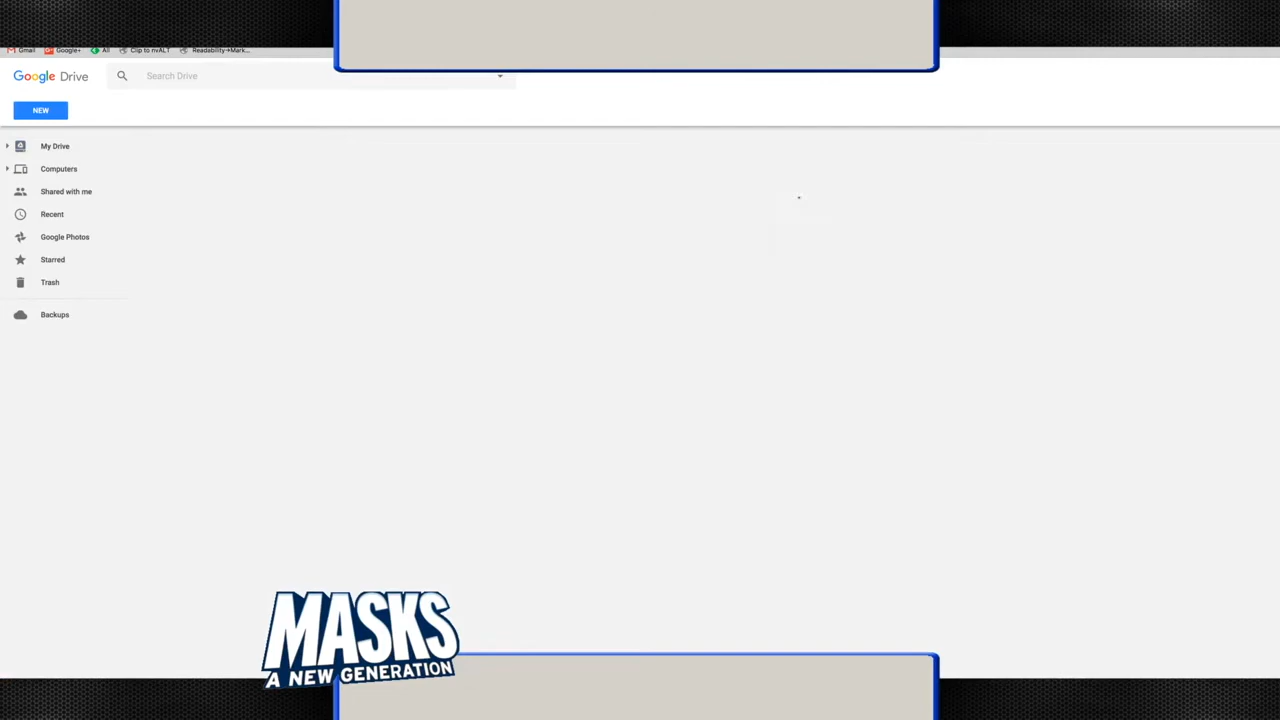 Gmail Google+ All Clip to nvALT Readability→Mark...
Google Drive
Search Drive
NEW
My Drive
Computers
Shared with me
Recent
Google Photos
Starred
Trash
Backups
MASKS
A NEW GENERATION